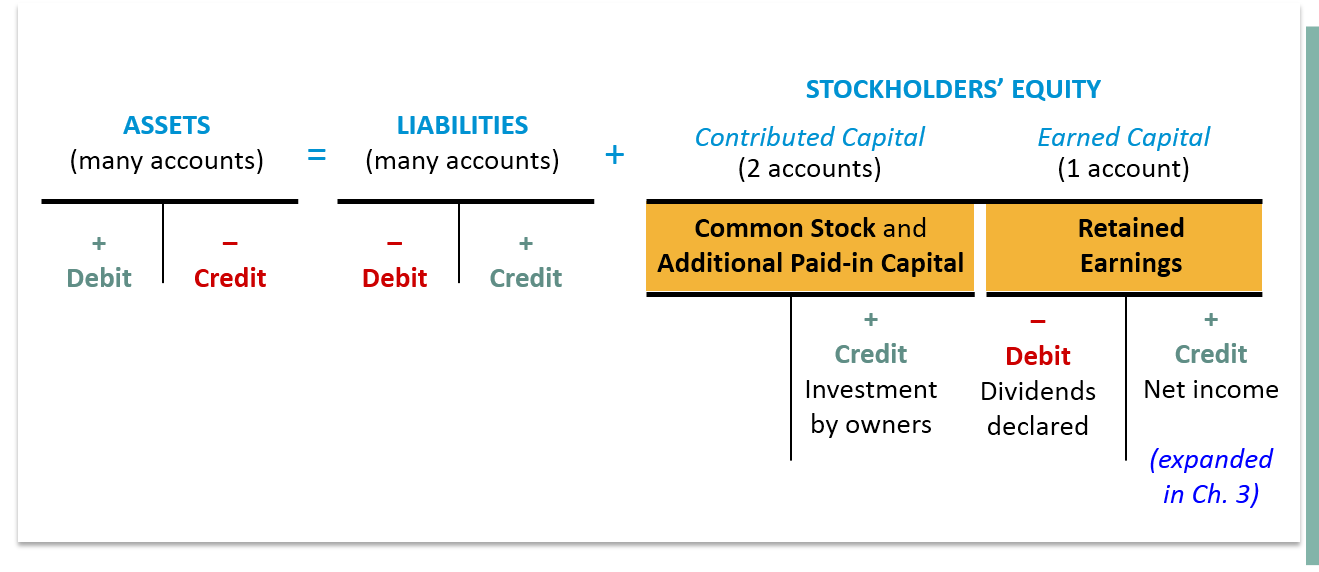 STOCKHOLDERS’ EQUITY
ASSETS
(many accounts)
=
LIABILITIES
(many accounts)
+
Contributed Capital
(2 accounts)
Earned Capital
(1 account)
+
Debit
–
Credit
–
Debit
+
Credit
Common Stock and
Additional Paid-in Capital
Retained
Earnings
+
Credit
Investment
by owners
–
Debit
Dividends
declared
+
Credit
Net income
(expanded
in Ch. 3)